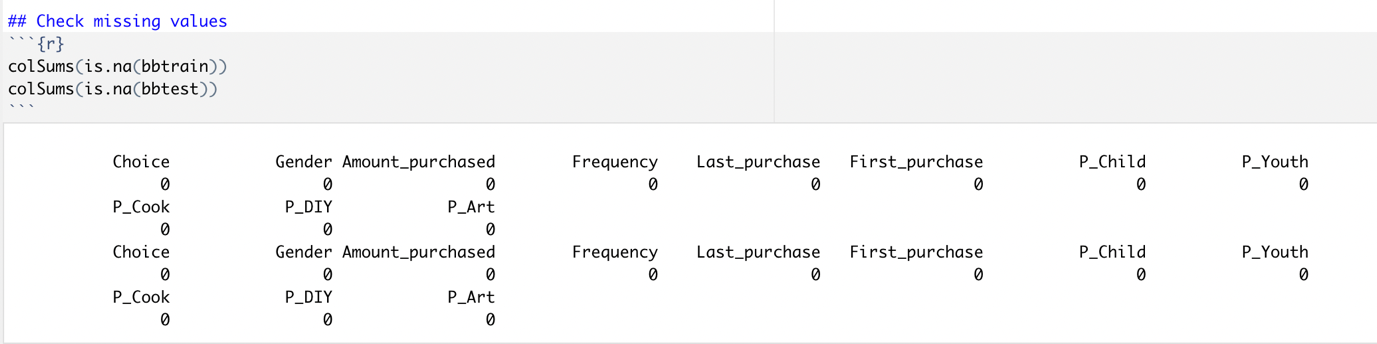 ## Check missing values
```{r}
colSums(is.na(bbtrain))
colSums(is.na(bbtest))
```
Choice Gender Amount_purchased Frequency Last_purchase First_purchase P_Child P_Youth
0 0 0 0 0 0 0 0
P_Cook P_DIY P_Art
0 0 0
Choice Gender Amount_purchased Frequency Last_purchase First_purchase P_Child P_Youth
0 0 0 0 0 0 0 0
P_Cook P_DIY P_Art
0 0 0